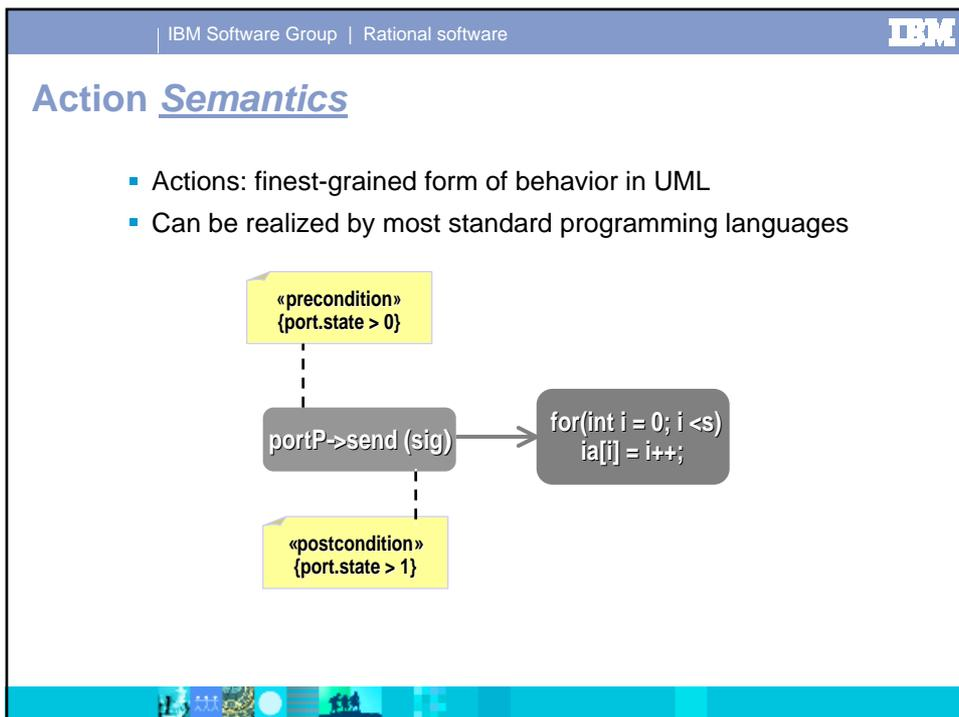 IBM Software Group | Rational software
IBM
Action Semantics
Actions: finest-grained form of behavior in UML
Can be realized by most standard programming languages
«precondition»
{port.state > 0}
portP->send (sig)
for(int i = 0; i <s)
ia[i] = i++;
«postcondition»
{port.state > 1}